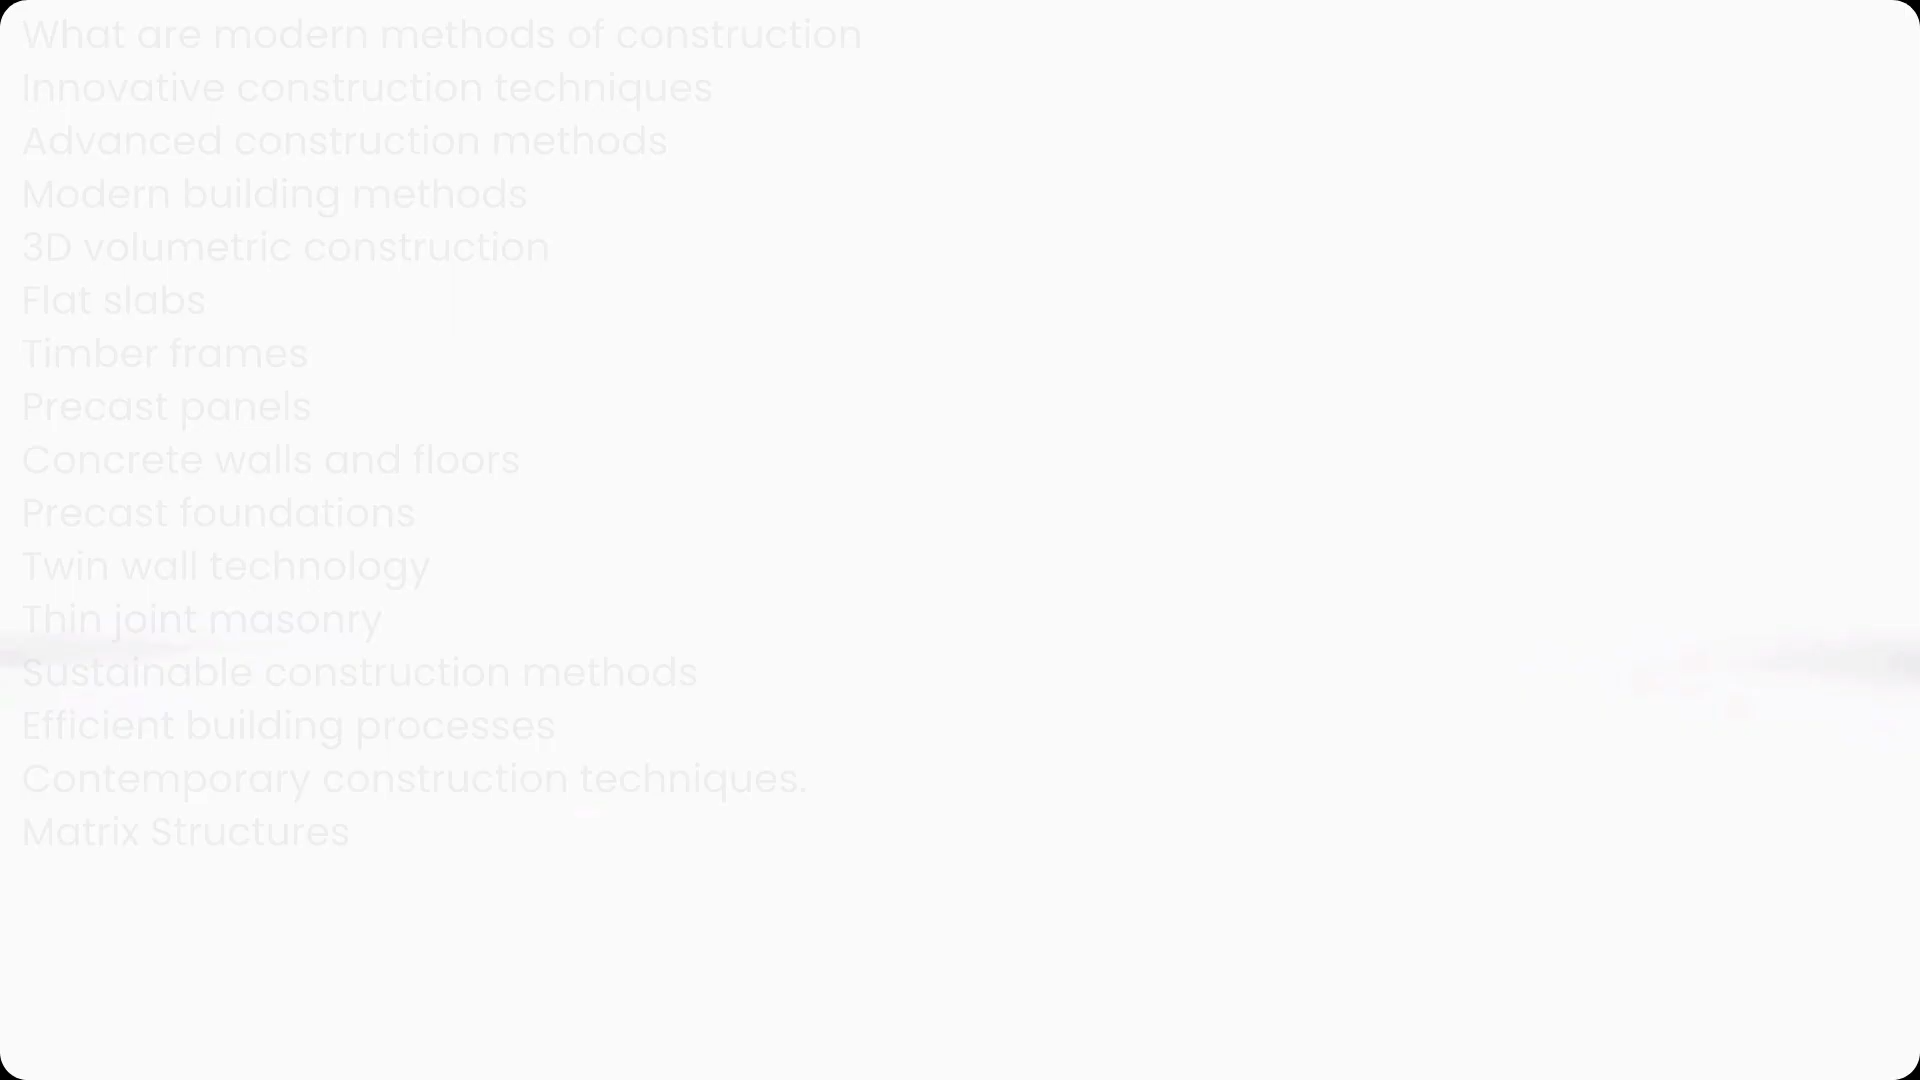 What are modern methods of construction
Innovative construction techniques
Advanced construction methods
Modern building methods
3D volumetric construction
Flat slabs
Timber frames
Precast panels
Concrete walls and floors
Precast foundations
Twin wall technology
Thin joint masonry
Sustainable construction methods
Efficient building processes
Contemporary construction techniques.
Matrix Structures